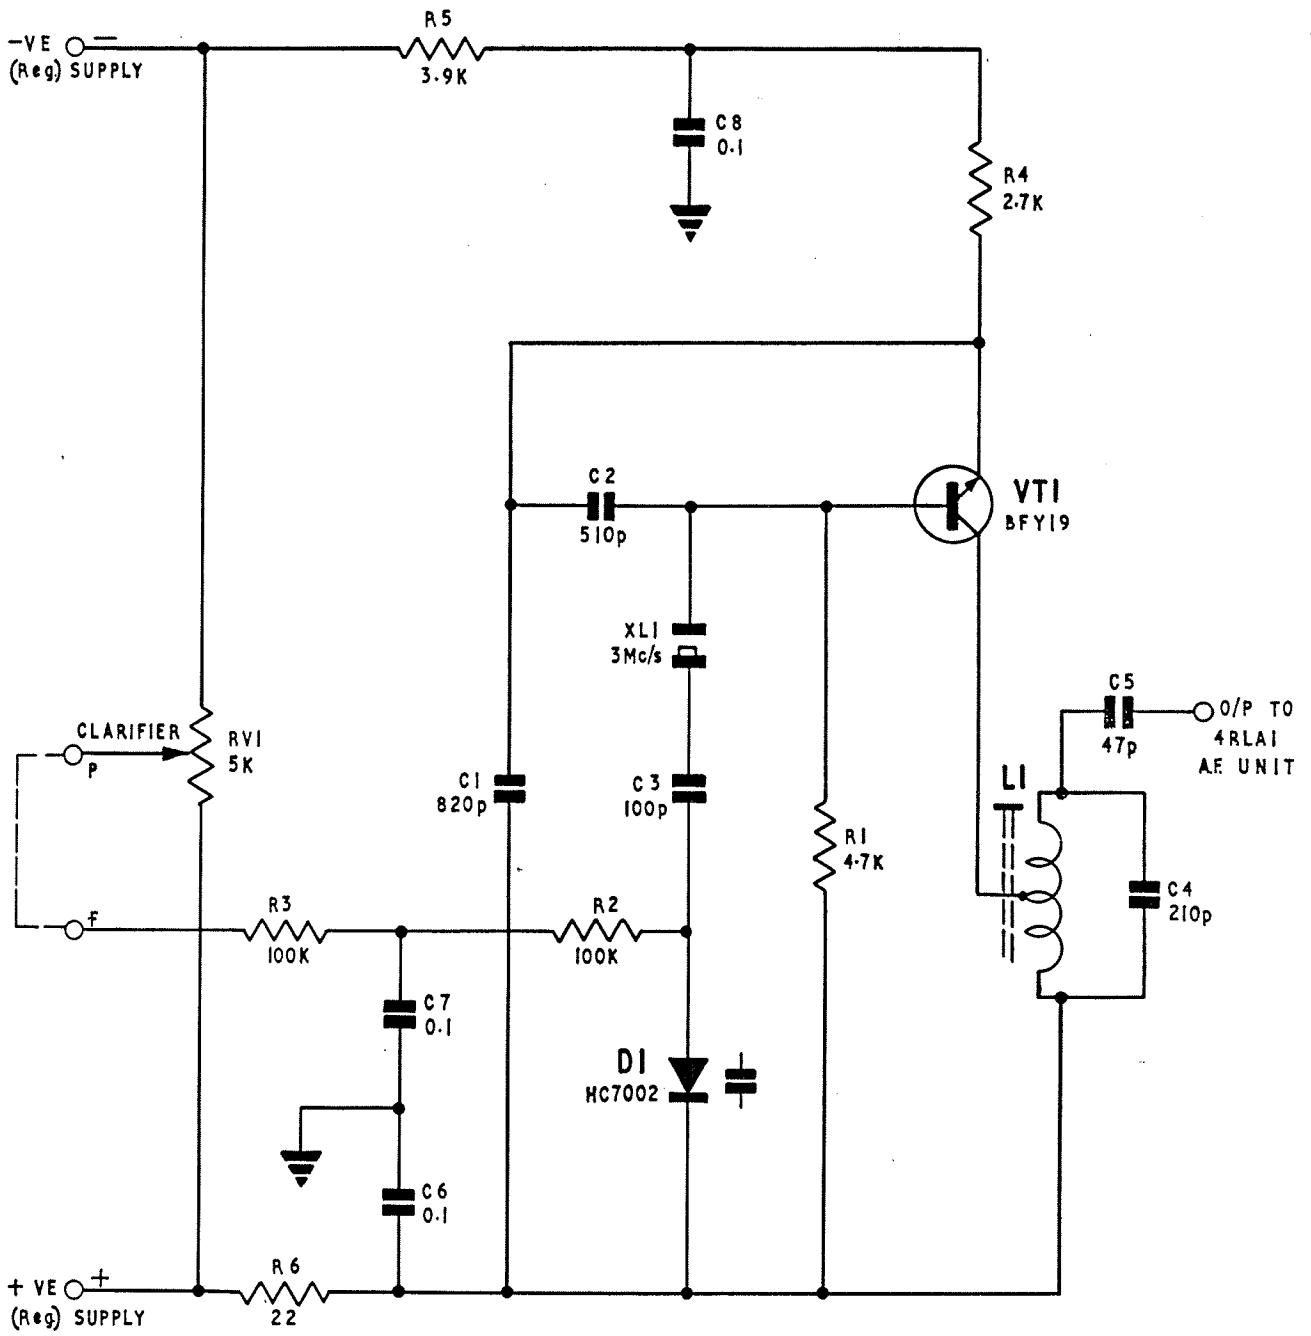 R5
-VE
(Reg.) SUPPLY
3.9K
C8
0.1
R4
2.7K
C2
510p
VT1
BFY19
XL1
3Mc/s
CLARIFIER
p
RV1
5K
C5
47p
O/P TO
4RLA1
A.F. UNIT
C1
820p
C3
100p
L1
R1
4.7K
C4
210p
f
R3
100K
R2
100K
C7
0.1
D1
HC7002
C6
0.1
+ VE
+
(Reg.) SUPPLY
R6
22